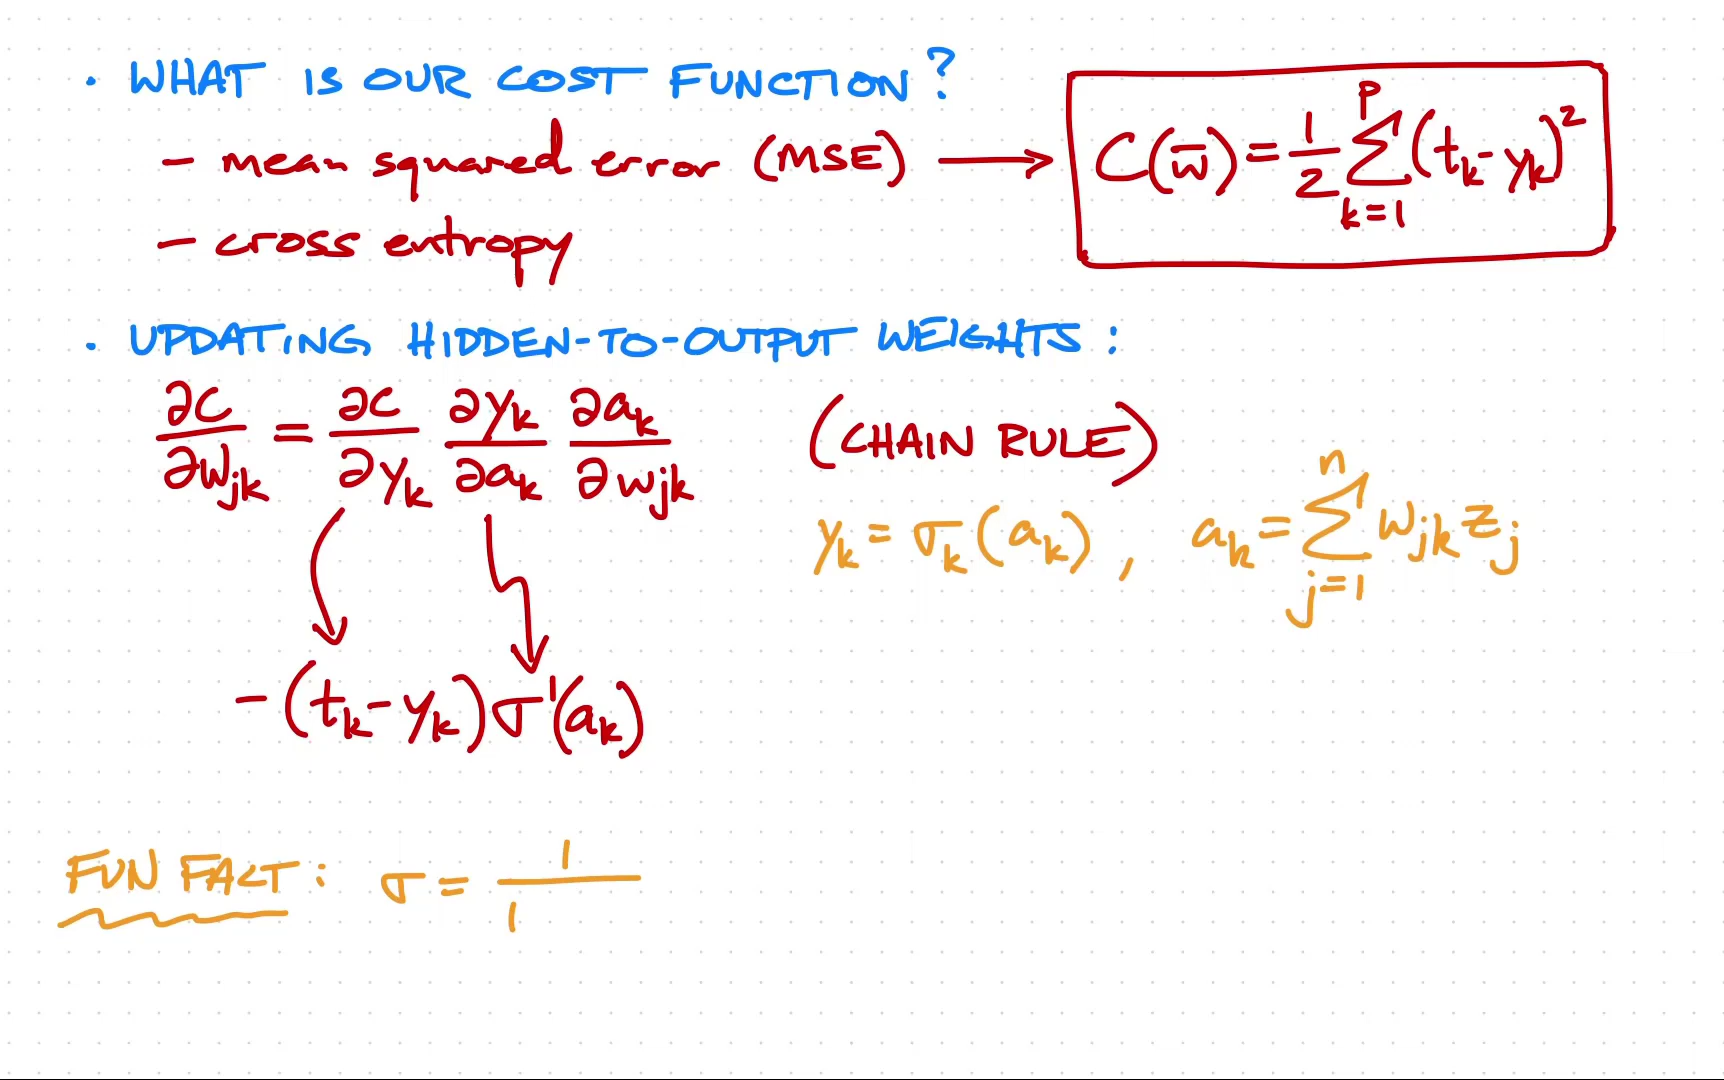 · WHAT IS OUR COST FUNCTION?
- mean squared error (MSE) → C(w̅) = 1/2 ∑_{k=1}^{p} (t_k - y_k)²
- cross entropy
· UPDATING HIDDEN-TO-OUTPUT WEIGHTS:
∂C/∂w_jk = ∂C/∂y_k ∂y_k/∂a_k ∂a_k/∂w_jk (CHAIN RULE)
y_k = σ_k(a_k), a_k = ∑_{j=1}^{n} w_jk z_j
-(t_k - y_k) σ'(a_k)
FUN FACT: σ = 1/1